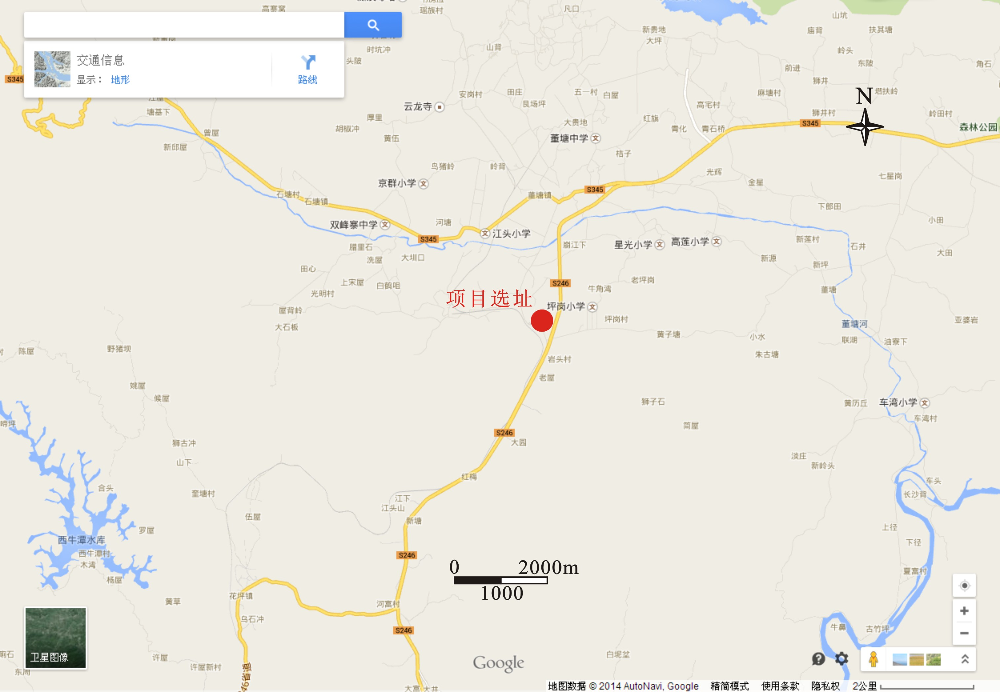 高寨窝
瑶族村
凡口
山坑
新贵地
大坪
庙背
扶其塘
时坑冲
山背
岭头
头陂
东陂
角石
前进
交通信息
显示： 地形
路线
S345
狮井
安岗村
田庄
五一村
白屋
麻塘村
N
塯扶岭
云龙寺
艮场坪
高宅村
塘基下
厚里
大贵地
红旗
狮井村
岭田村
胡椒冲
青化
青石桥
S345
森林公园
曾屋
黄伍
董塘中学
新邱屋
桔子
鸟猪岭
岭背
光辉
七星岗
京群小学
金星
石塘村
石塘镇
董塘镇
S345
下郎田
双峰寨中学
河塘
小田
S345
江头小学
崩江下
星光小学
高莲小学
新莲村
石井
腊里石
大圳口
洗屋
大田
田心
新源
新坪
上宋屋
白鹤咀
S246
老坪岗
牛角湾
光明村
董塘
项目选址
屋背岭
坪岗小学
坪岗村
大石板
董塘河
亚婆岩
黄子塘
小水
联湖
油寮下
野猪坝
陈屋
朱古塘
岩头村
老屋
姚屋
候屋
狮子石
黄历丘
车湾小学
车湾村
啼坪
简屋
S246
狮古冲
大园
山下
淡庄
新岭头
红梅
车头
合头
奎塘村
长沙背
江下
江头山
伍屋
新塘
罗屋
上径
西牛潭水库
下径
西牛潭村
S246
木湾
0 2000m
夏富村
杨屋
1000
花坪镇
黄草
河富村
乌石冲
牛鼻
古竹坪
S246
卫星图像
许屋
许屋新村
白坭坌
东周
Google
46省道
大富
大井
地图数据 © 2014 AutoNavi, Google 精简模式 使用条款 隐私权 2公里